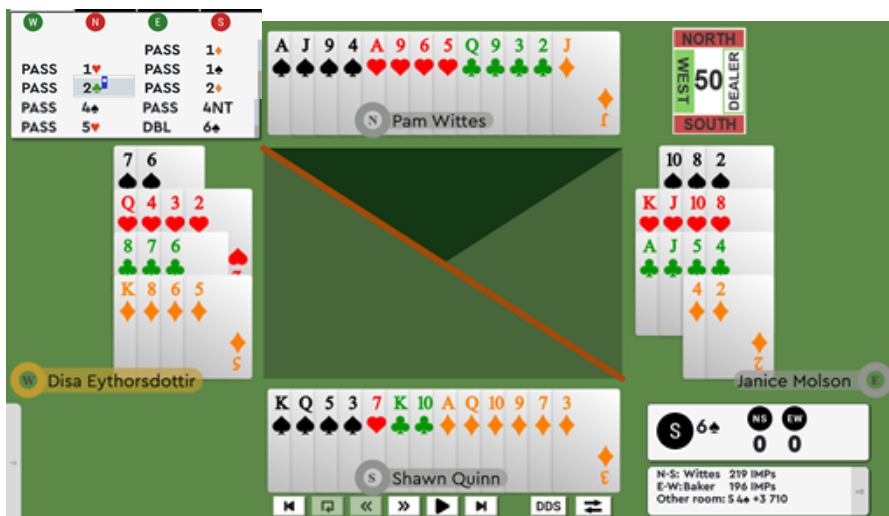 W N E S
PASS 1♦
PASS 1♥ PASS 1♠
PASS 2♣ PASS 2♦
PASS 4♠ PASS 4NT
PASS 5♥ DBL 6♠
A J 9 4 A 9 6 5 Q 9 3 2 J
J
N Pam Wittes
NORTH
WEST 50 DEALER
SOUTH
7 6
Q 4 3 2
8 7 6
K 8 6 5
5
W Disa Eythorsdottir
10 8 2
K J 10 8
A J 5 4
4 2
2
Janice Molson E
K Q 5 3 7 K 10 A Q 10 9 7 3
3
S Shawn Quinn
S 6♠ NS EW
0 0
N-S: Wittes 219 IMPs
E-W:Baker 196 IMPs
Other room: S 4♠ +3 710
DDS